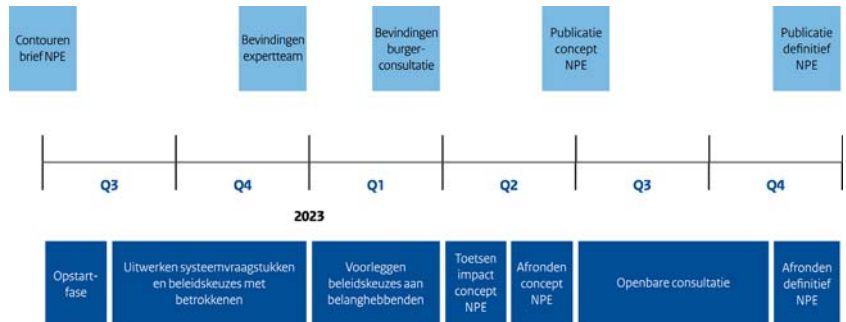 Contouren
brief NPE
Bevindingen
expertteam
Bevindingen
burger-
consultatie
Publicatie
concept
NPE
Publicatie
definitief
NPE
Q3
Q4
Q1
Q2
Q3
Q4
2023
Opstart-
fase
Uitwerken systeemvraagstukken
en beleidskeuzes met
betrokkenen
Voorleggen
beleidskeuzes aan
belanghebbenden
Toetsen
impact
concept
NPE
Afronden
concept
NPE
Openbare consultatie
Afronden
definitief
NPE